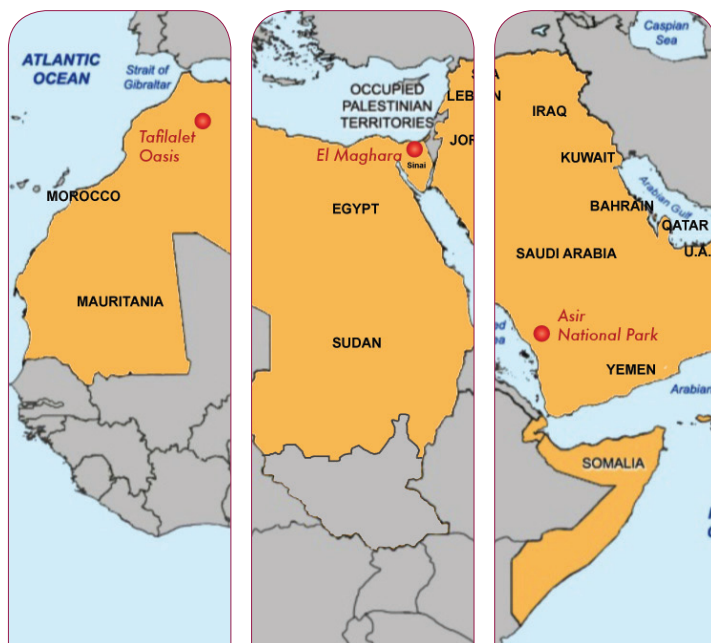 ATLANTIC
OCEAN
Strait of
Gibraltar
Tafilalet
Oasis
MOROCCO
MAURITANIA
OCCUPIED
PALESTINIAN
TERRITORIES
LEBANON
JOR
El Maghara
Sinai
EGYPT
SUDAN
Caspian
Sea
IRAQ
KUWAIT
Arabian Gulf
BAHRAIN
QATAR
U.A.
SAUDI ARABIA
Asir
National Park
YEMEN
Arabian
SOMALIA